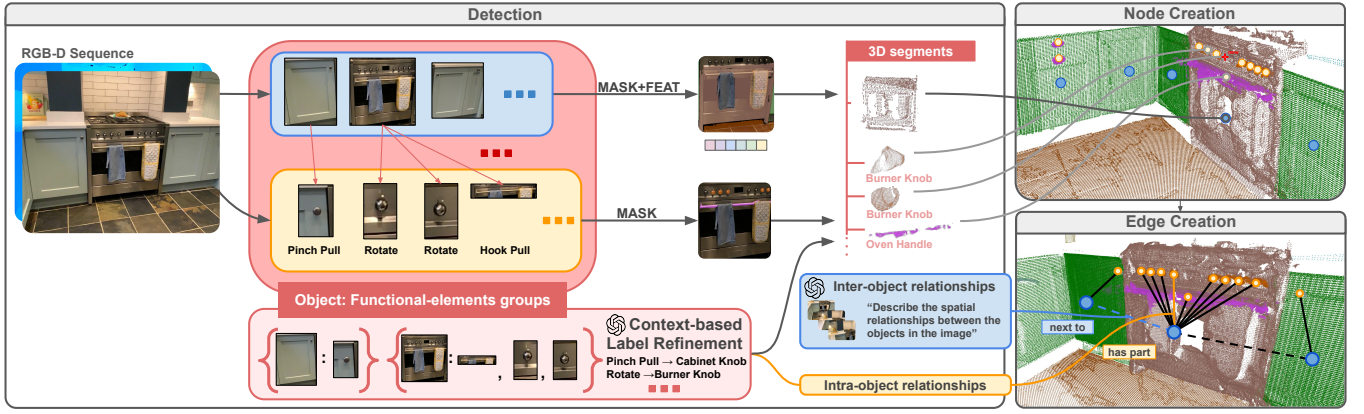 Detection
RGB-D Sequence
MASK+FEAT
MASK
Pinch Pull
Rotate
Rotate
Hook Pull
Object: Functional-elements groups
Context-based
Label Refinement
Pinch Pull → Cabinet Knob
Rotate →Burner Knob
{ : } { : , , }
3D segments
Burner Knob
Burner Knob
Oven Handle
Inter-object relationships
“Describe the spatial
relationships between the
objects in the image”
Intra-object relationships
Node Creation
Edge Creation
next to
has part